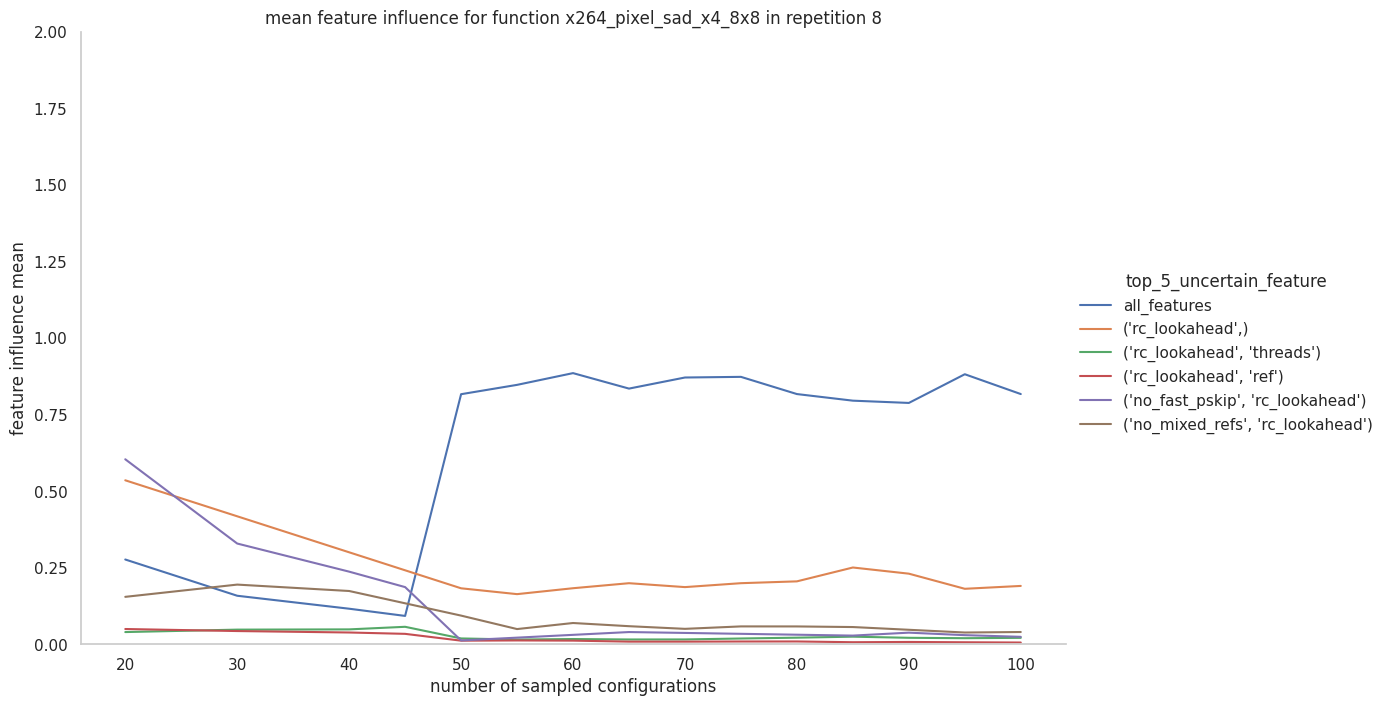 mean feature influence for function x264_pixel_sad_x4_8x8 in repetition 8
2.00
1.75
1.50
1.25
1.00
0.75
0.50
0.25
0.00
feature influence mean
20 30 40 50 60 70 80 90 100
number of sampled configurations
top_5_uncertain_feature
all_features
('rc_lookahead',)
('rc_lookahead', 'threads')
('rc_lookahead', 'ref')
('no_fast_pskip', 'rc_lookahead')
('no_mixed_refs', 'rc_lookahead')